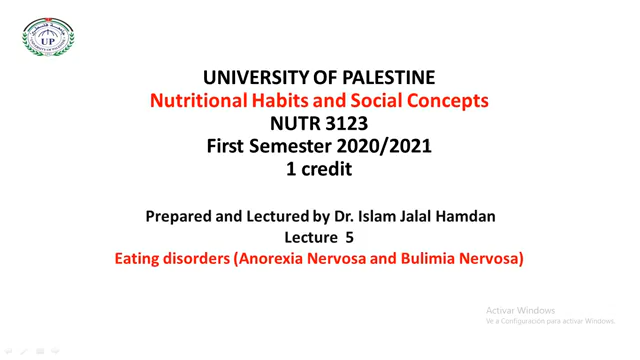 UP
UNIVERSITY OF PALESTINE
Nutritional Habits and Social Concepts
NUTR 3123
First Semester 2020/2021
1 credit
Prepared and Lectured by Dr. Islam Jalal Hamdan
Lecture 5
Eating disorders (Anorexia Nervosa and Bulimia Nervosa)
Activar Windows
Ve a Configuración para activar Windows.